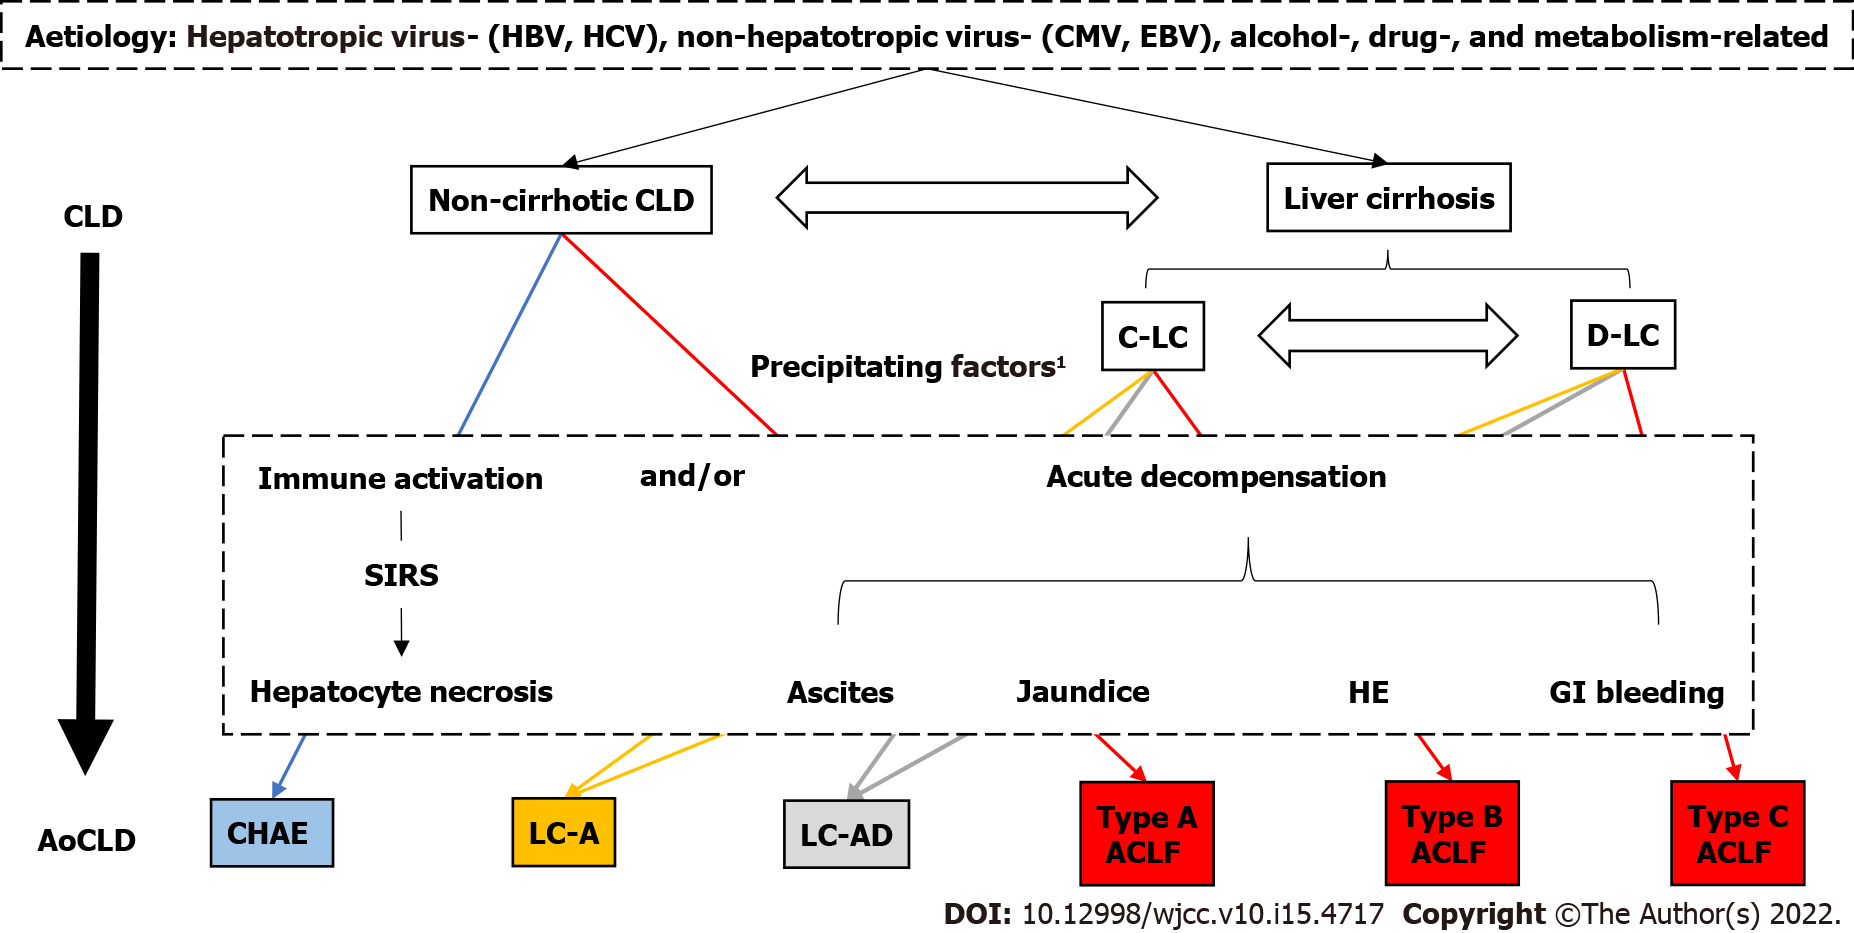 Aetiology: Hepatotropic virus- (HBV, HCV), non-hepatotropic virus- (CMV, EBV), alcohol-, drug-, and metabolism-related
Non-cirrhotic CLD
Liver cirrhosis
CLD
C-LC
D-LC
Precipitating factors¹
Immune activation
and/or
Acute decompensation
SIRS
Hepatocyte necrosis
Ascites
Jaundice
HE
GI bleeding
AoCLD
CHAE
LC-A
LC-AD
Type A
ACLF
Type B
ACLF
Type C
ACLF
DOI: 10.12998/wjcc.v10.i15.4717 Copyright ©The Author(s) 2022.